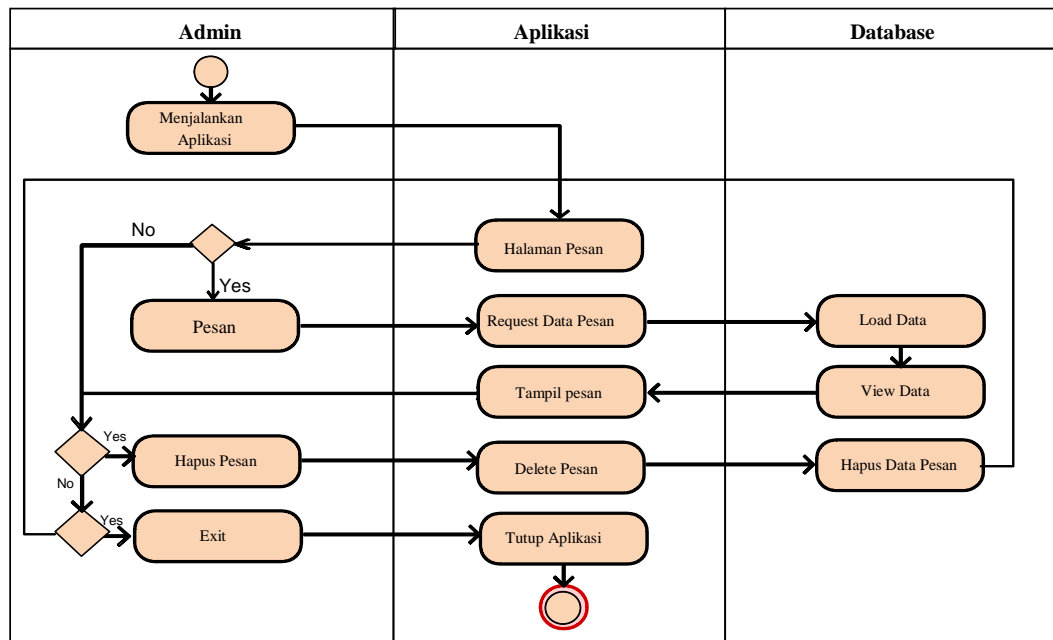 Admin
Aplikasi
Database
Menjalankan
Aplikasi
No
Halaman Pesan
Yes
Pesan
Request Data Pesan
Load Data
Tampil pesan
View Data
Yes
Hapus Pesan
Delete Pesan
Hapus Data Pesan
No
Yes
Exit
Tutup Aplikasi